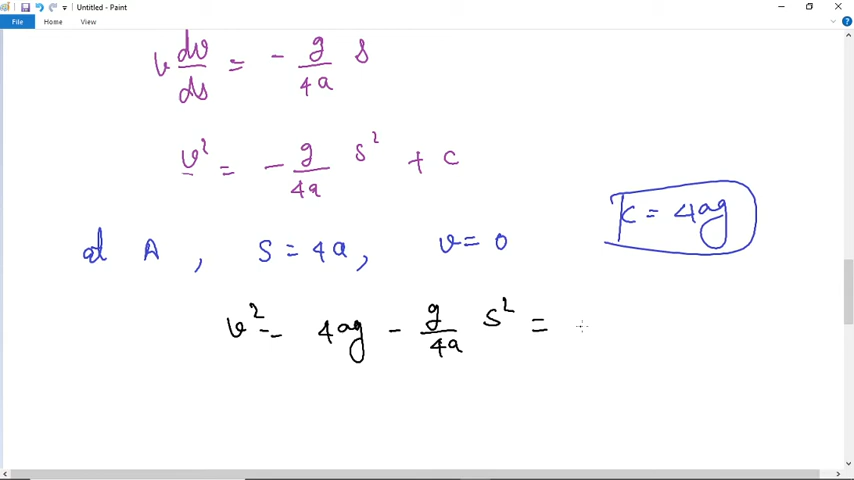 Untitled - Paint
File Home View
v dv/ds = - g/4a s
v² = - g/4a s² + c
c = 4ag
at A , s = 4a, v = 0
v² = 4ag - g/4a s² =